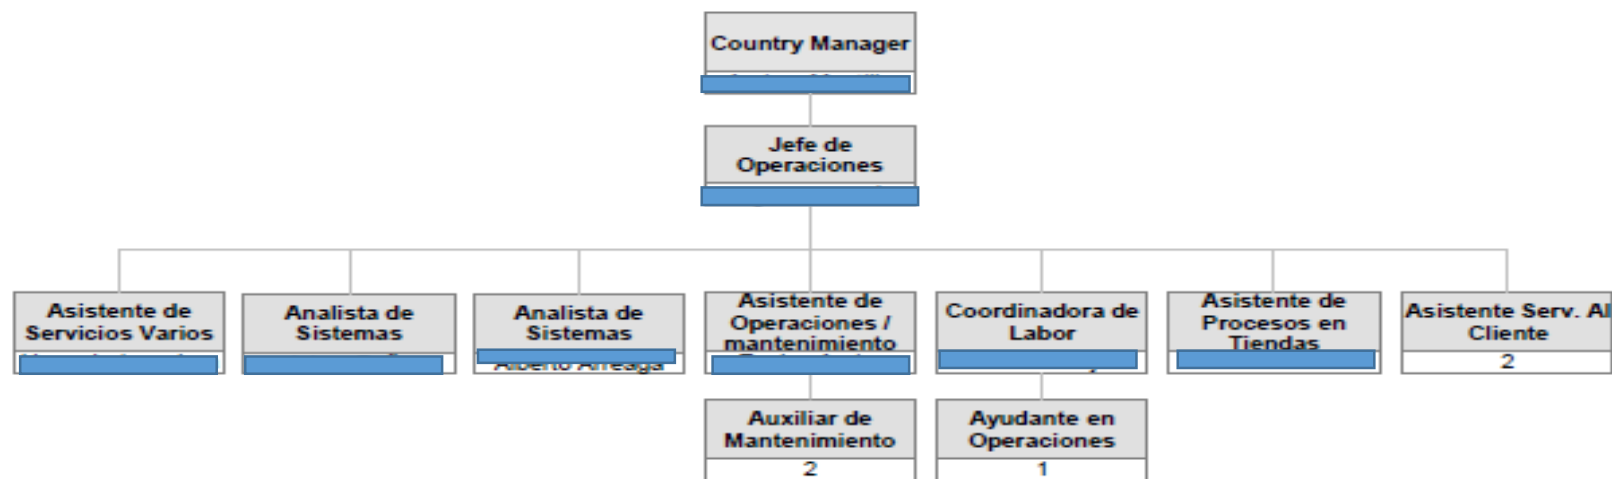 Country Manager
Jefe de
Operaciones
Asistente de
Servicios Varios
Analista de
Sistemas
Analista de
Sistemas
Alberto Arreaga
Asistente de
Operaciones /
mantenimiento
Coordinadora de
Labor
Asistente de
Procesos en
Tiendas
Asistente Serv. Al
Cliente
2
Auxiliar de
Mantenimiento
2
Ayudante en
Operaciones
1